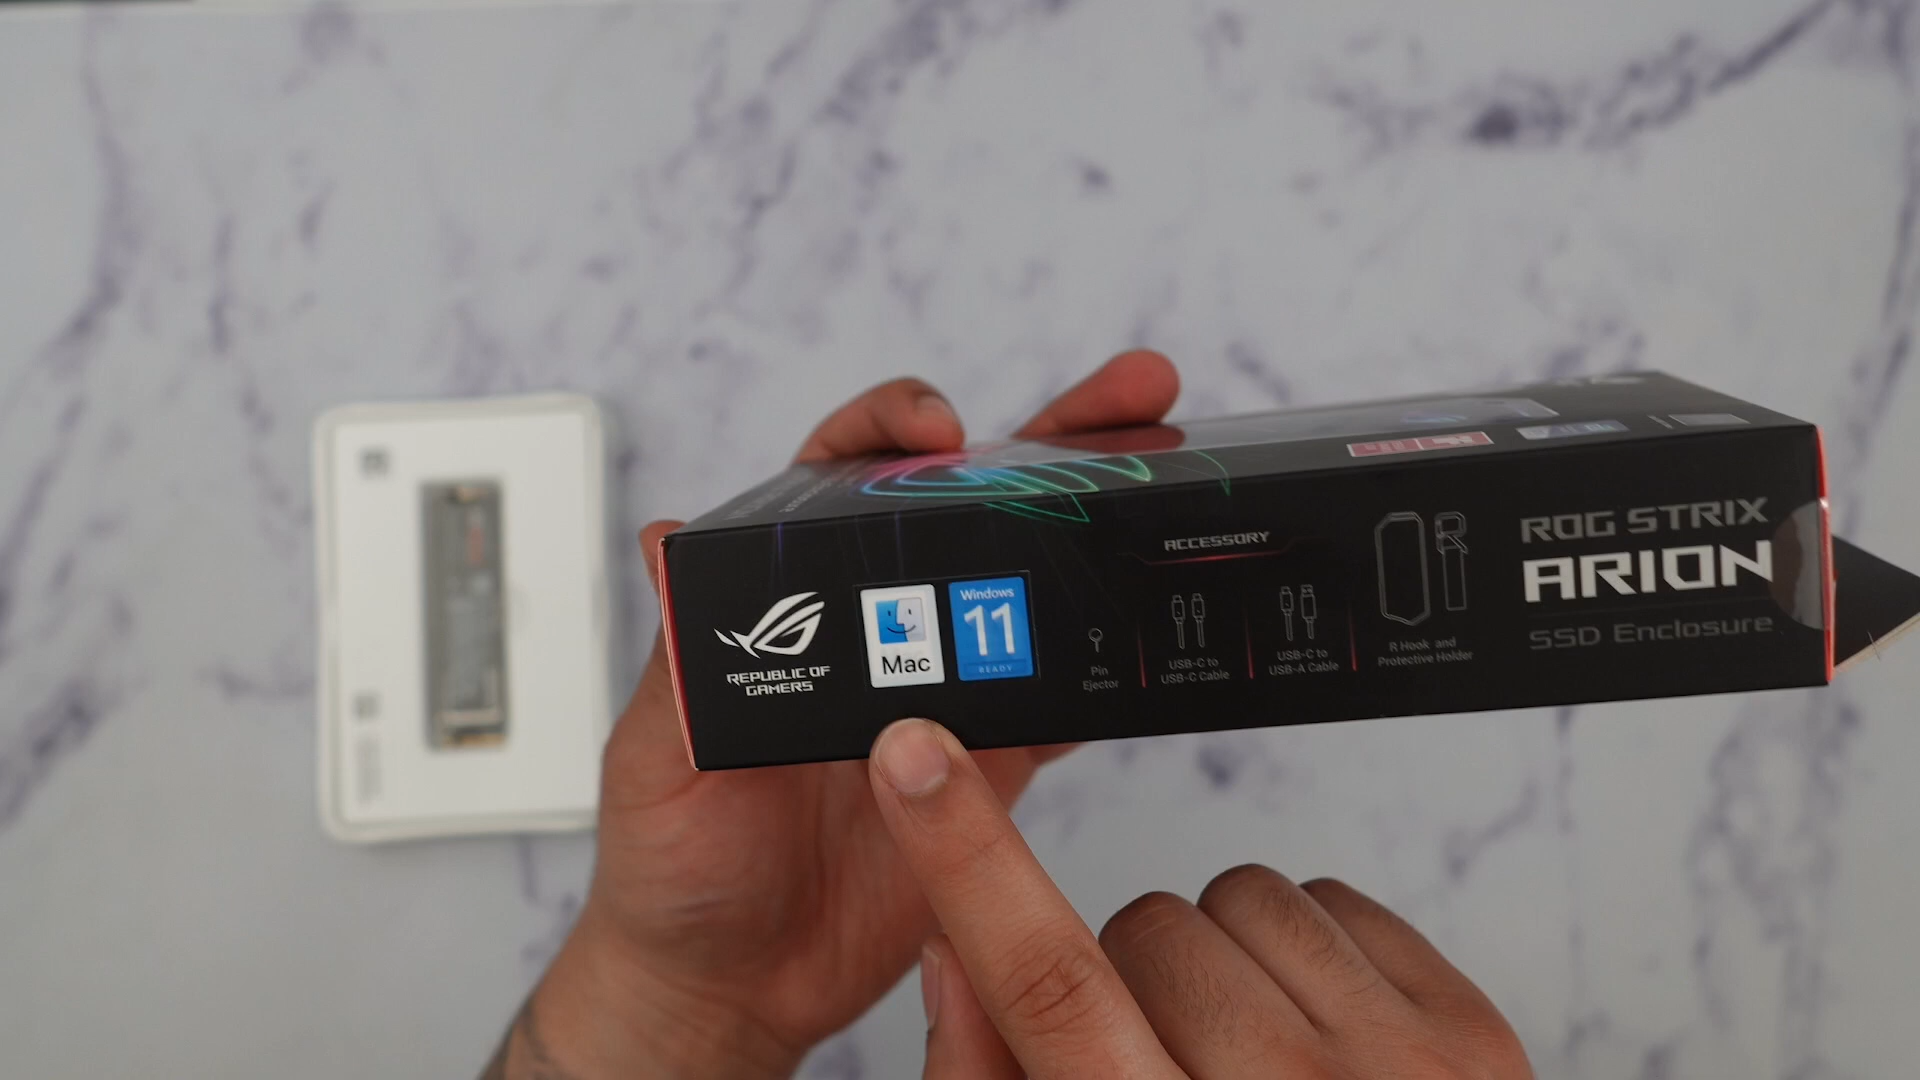 REPUBLIC OF
GAMERS
Mac
Windows
11
READY
ACCESSORY
Pin
Ejector
USB-C to
USB-C Cable
USB-C to
USB-A Cable
R Hook and
Protective Holder
ROG STRIX
ARION
SSD Enclosure